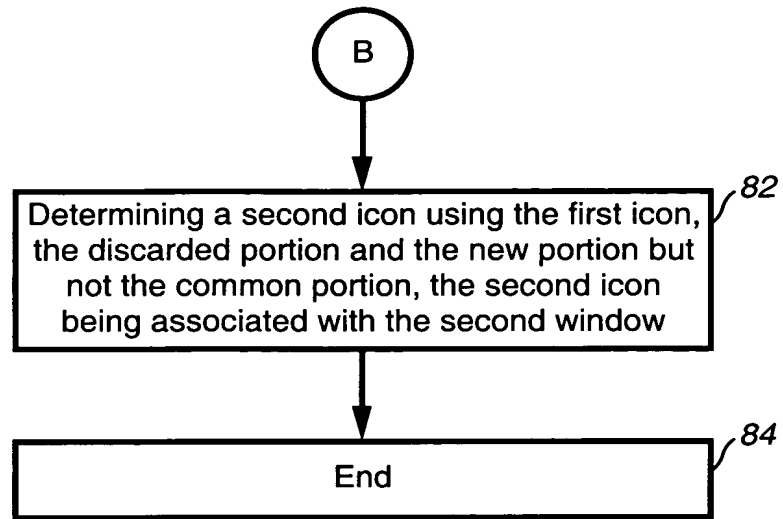 B
82
Determining a second icon using the first icon,
the discarded portion and the new portion but
not the common portion, the second icon
being associated with the second window
84
End